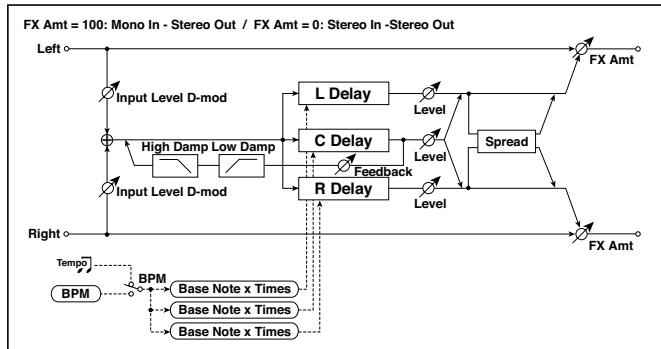 FX Amt = 100: Mono In - Stereo Out  /  FX Amt = 0: Stereo In -Stereo Out
Left
FX Amt
Input Level D-mod
L Delay
Level
High Damp Low Damp
C Delay
Level
Spread
Feedback
Input Level D-mod
R Delay
Level
Right
FX Amt
Tempo
BPM
BPM
Base Note x Times
Base Note x Times
Base Note x Times